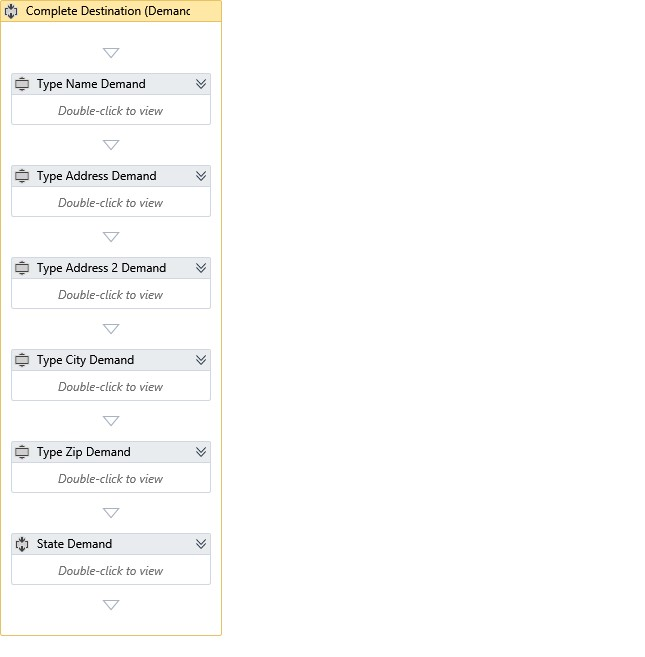 Complete Destination (Demanc
Type Name Demand
Double-click to view
Type Address Demand
Double-click to view
Type Address 2 Demand
Double-click to view
Type City Demand
Double-click to view
Type Zip Demand
Double-click to view
State Demand
Double-click to view